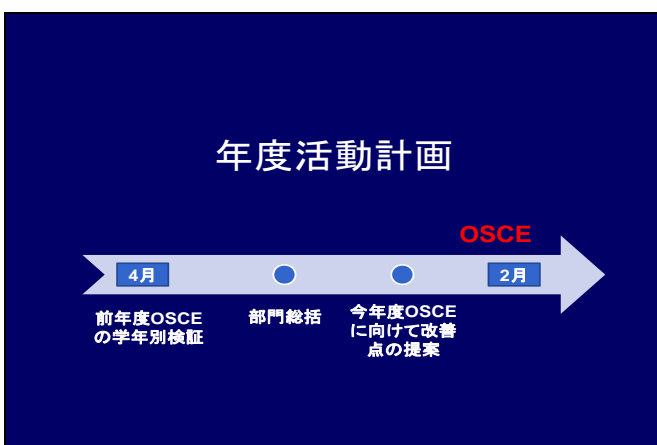 年度活動計画
OSCE
4月
2月
前年度OSCE
の学年別検証
部門総括
今年度OSCE
に向けて改善
点の提案